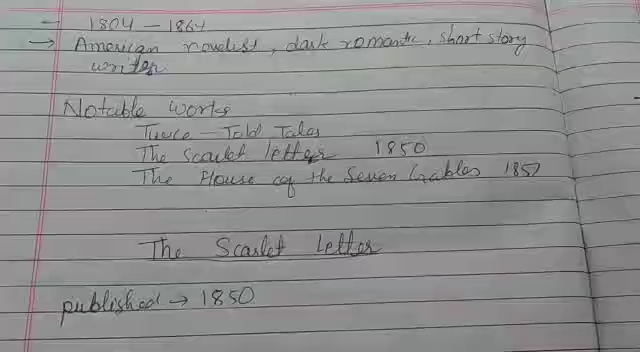 - 1804 - 1864
→ American novelist, dark romantic, short story
writer
Notable works
Twice - Told Tales
The Scarlet letters 1850
The House of the Seven Gables 1851
The Scarlet Letter
published → 1850